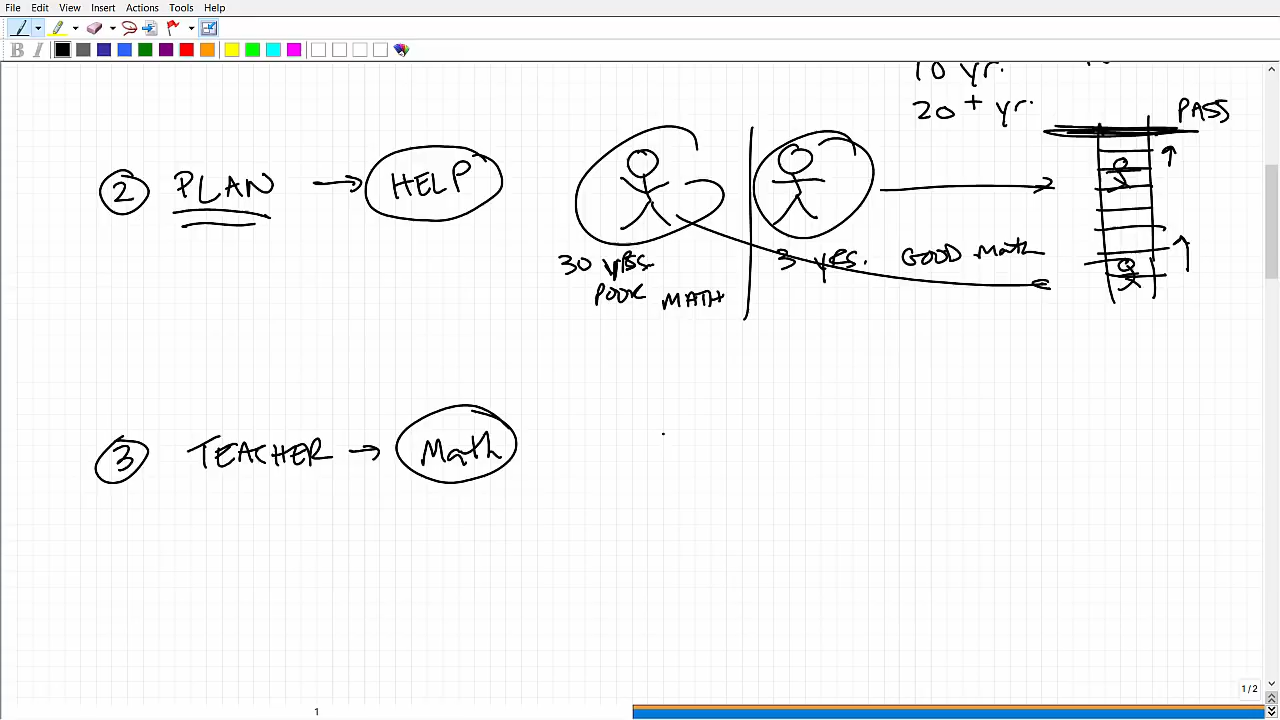 File Edit View Insert Actions Tools Help
B I
10 yr.
20+ yr.
PASS
2 PLAN → HELP
30 yrs.
POOR MATH
3 yrs. GOOD Math
3 TEACHER → Math
1/2
1